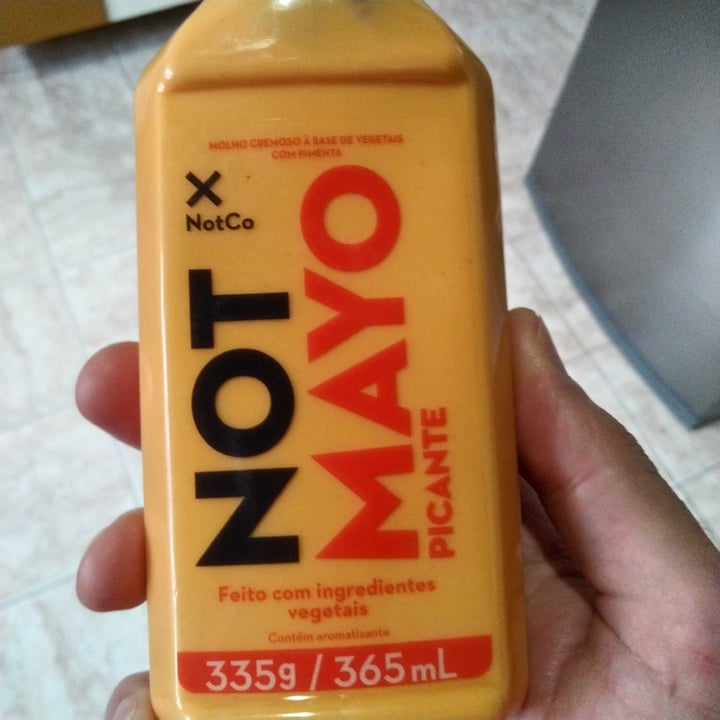 MOLHO CREMOSO À BASE DE VEGETAIS
COM PIMENTA
NotCo
NOT
MAYO
PICANTE
Feito com ingredientes
vegetais
Contém aromatizante
335g / 365mL